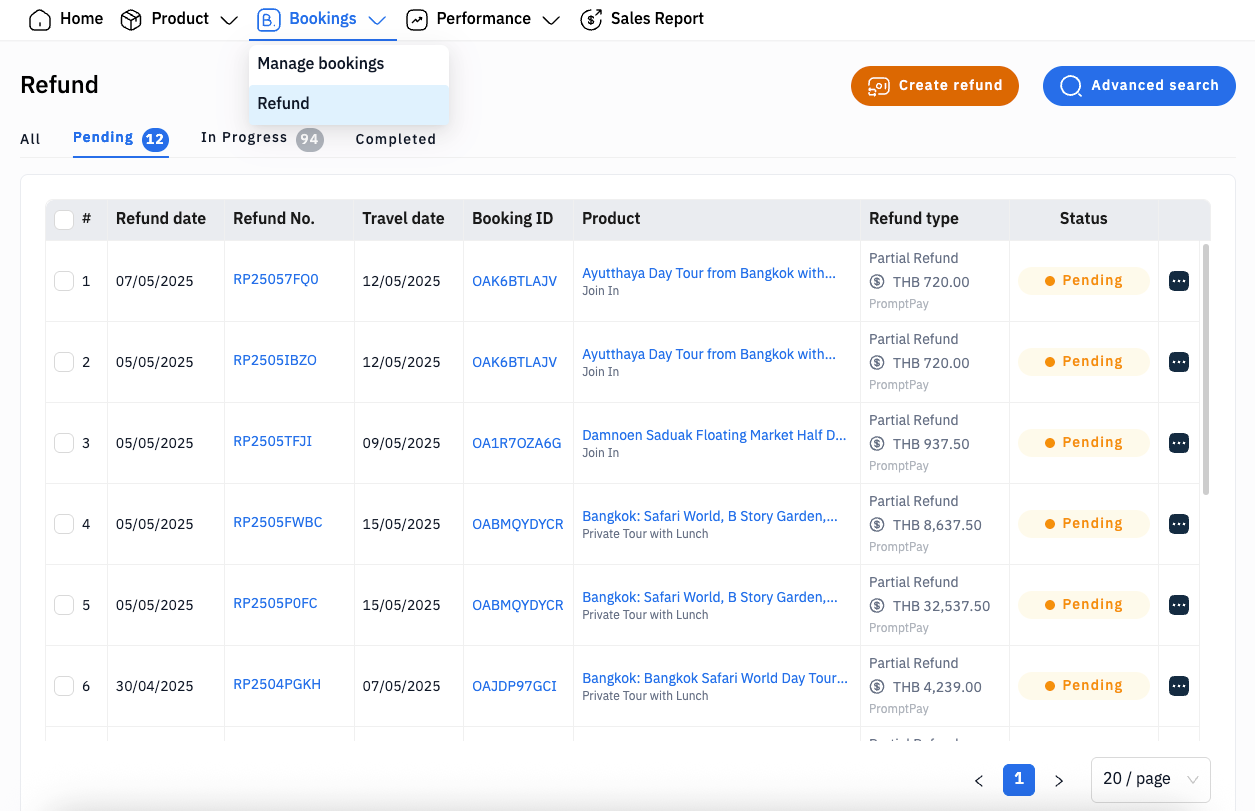 Home Product Bookings Performance Sales Report
Manage bookings
Refund
Refund
Create refund Advanced search
All Pending 12 In Progress 94 Completed
# Refund date Refund No. Travel date Booking ID Product Refund type Status
1 07/05/2025 RP25057FQ0 12/05/2025 OAK6BTLAJV Ayutthaya Day Tour from Bangkok with... Join In Partial Refund THB 720.00 PromptPay Pending
2 05/05/2025 RP2505IBZO 12/05/2025 OAK6BTLAJV Ayutthaya Day Tour from Bangkok with... Join In Partial Refund THB 720.00 PromptPay Pending
3 05/05/2025 RP2505TFJI 09/05/2025 OA1R7OZA6G Damnoen Saduak Floating Market Half D... Join In Partial Refund THB 937.50 PromptPay Pending
4 05/05/2025 RP2505FWBC 15/05/2025 OABMQYDYCR Bangkok: Safari World, B Story Garden,... Private Tour with Lunch Partial Refund THB 8,637.50 PromptPay Pending
5 05/05/2025 RP2505P0FC 15/05/2025 OABMQYDYCR Bangkok: Safari World, B Story Garden,... Private Tour with Lunch Partial Refund THB 32,537.50 PromptPay Pending
6 30/04/2025 RP2504PGKH 07/05/2025 OAJDP97GCI Bangkok: Bangkok Safari World Day Tour... Private Tour with Lunch Partial Refund THB 4,239.00 PromptPay Pending
< 1 > 20 / page